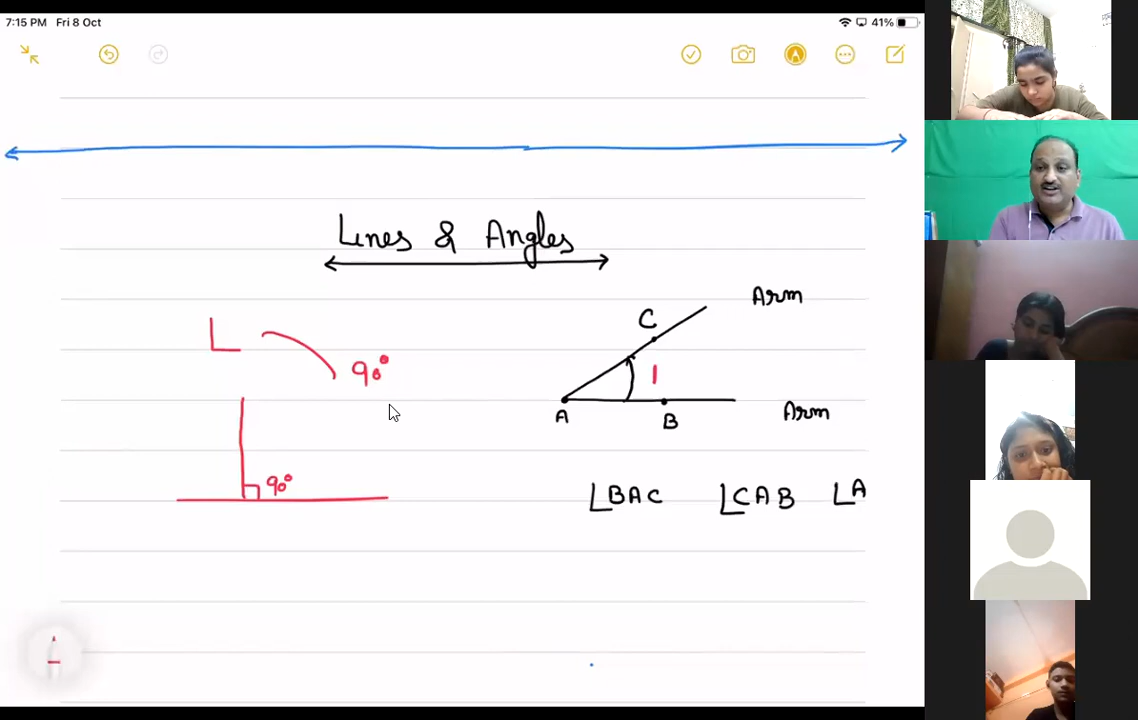 7:15 PM Fri 8 Oct
41%
Lines & Angles
Arm
C
90°
1
A
B
Arm
90°
∟BAC ∟CAB ∟A